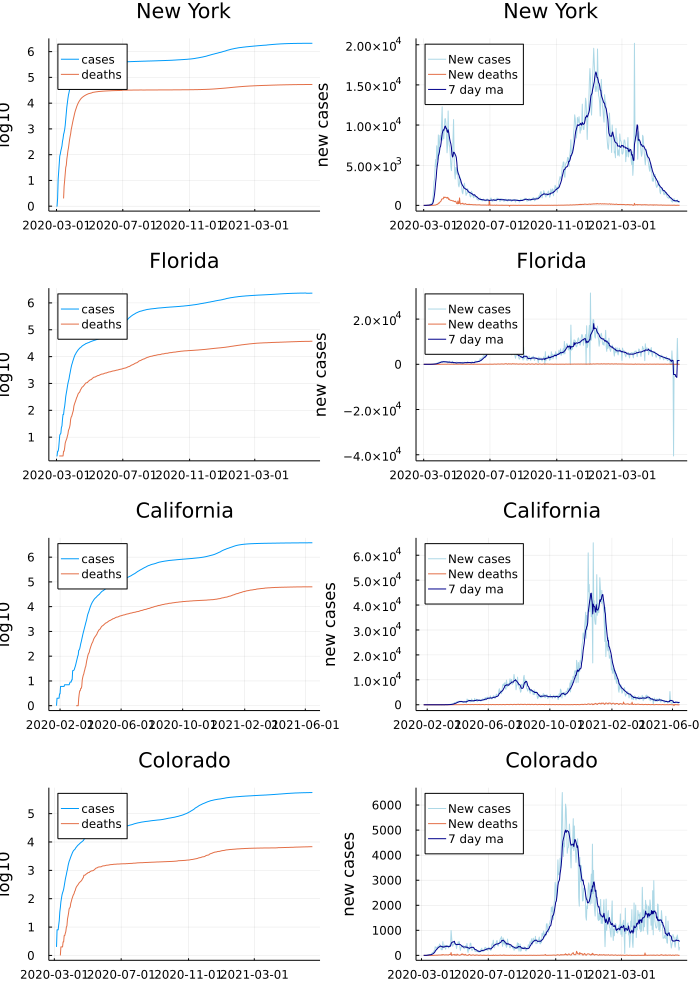 New York
log10
6
5
4
3
2
1
0
cases
deaths
2020-03-01 2020-07-01 2020-11-01 2021-03-01
New York
new cases
2.00×10⁴
1.50×10⁴
1.00×10⁴
5.00×10³
0
New cases
New deaths
7 day ma
2020-03-01 2020-07-01 2020-11-01 2021-03-01
Florida
log10
6
5
4
3
2
1
cases
deaths
2020-03-01 2020-07-01 2020-11-01 2021-03-01
Florida
new cases
2.0×10⁴
0
−2.0×10⁴
−4.0×10⁴
New cases
New deaths
7 day ma
2020-03-01 2020-07-01 2020-11-01 2021-03-01
California
log10
6
5
4
3
2
1
0
cases
deaths
2020-02-01 2020-06-01 2020-10-01 2021-02-01 2021-06-01
California
new cases
6.0×10⁴
5.0×10⁴
4.0×10⁴
3.0×10⁴
2.0×10⁴
1.0×10⁴
0
New cases
New deaths
7 day ma
2020-02-01 2020-06-01 2020-10-01 2021-02-01 2021-06-0
Colorado
log10
5
4
3
2
1
0
cases
deaths
2020-03-01 2020-07-01 2020-11-01 2021-03-01
Colorado
new cases
6000
5000
4000
3000
2000
1000
0
New cases
New deaths
7 day ma
2020-03-01 2020-07-01 2020-11-01 2021-03-01